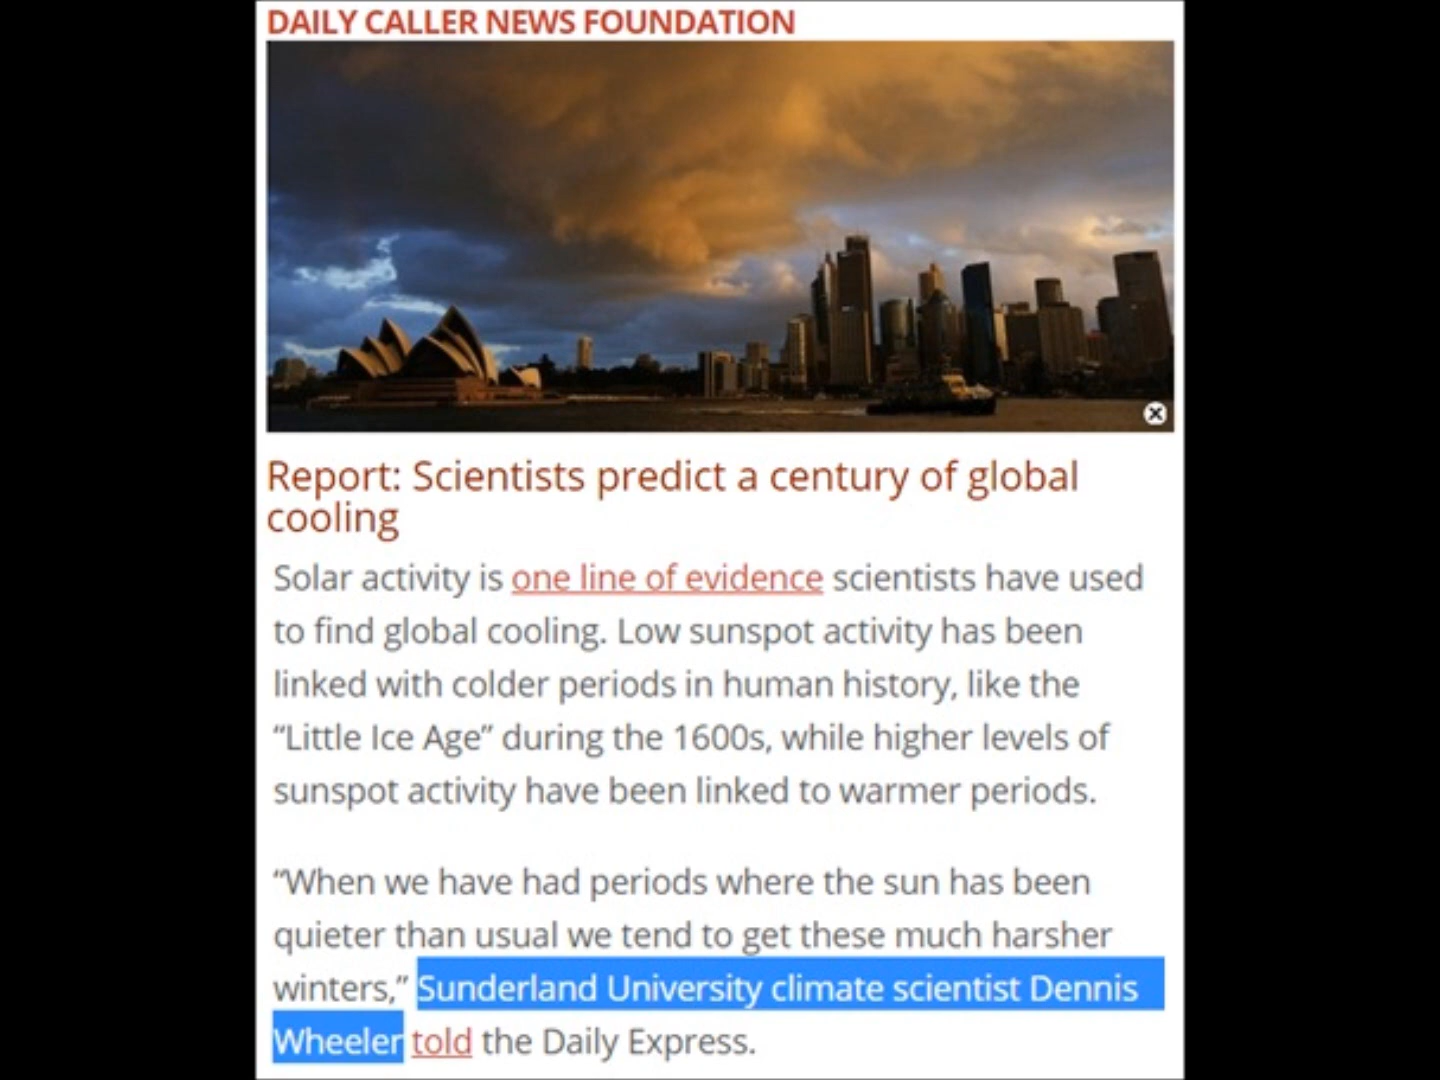 DAILY CALLER NEWS FOUNDATION
Report: Scientists predict a century of global
cooling
Solar activity is one line of evidence scientists have used
to find global cooling. Low sunspot activity has been
linked with colder periods in human history, like the
“Little Ice Age” during the 1600s, while higher levels of
sunspot activity have been linked to warmer periods.
“When we have had periods where the sun has been
quieter than usual we tend to get these much harsher
winters,” Sunderland University climate scientist Dennis
Wheeler told the Daily Express.